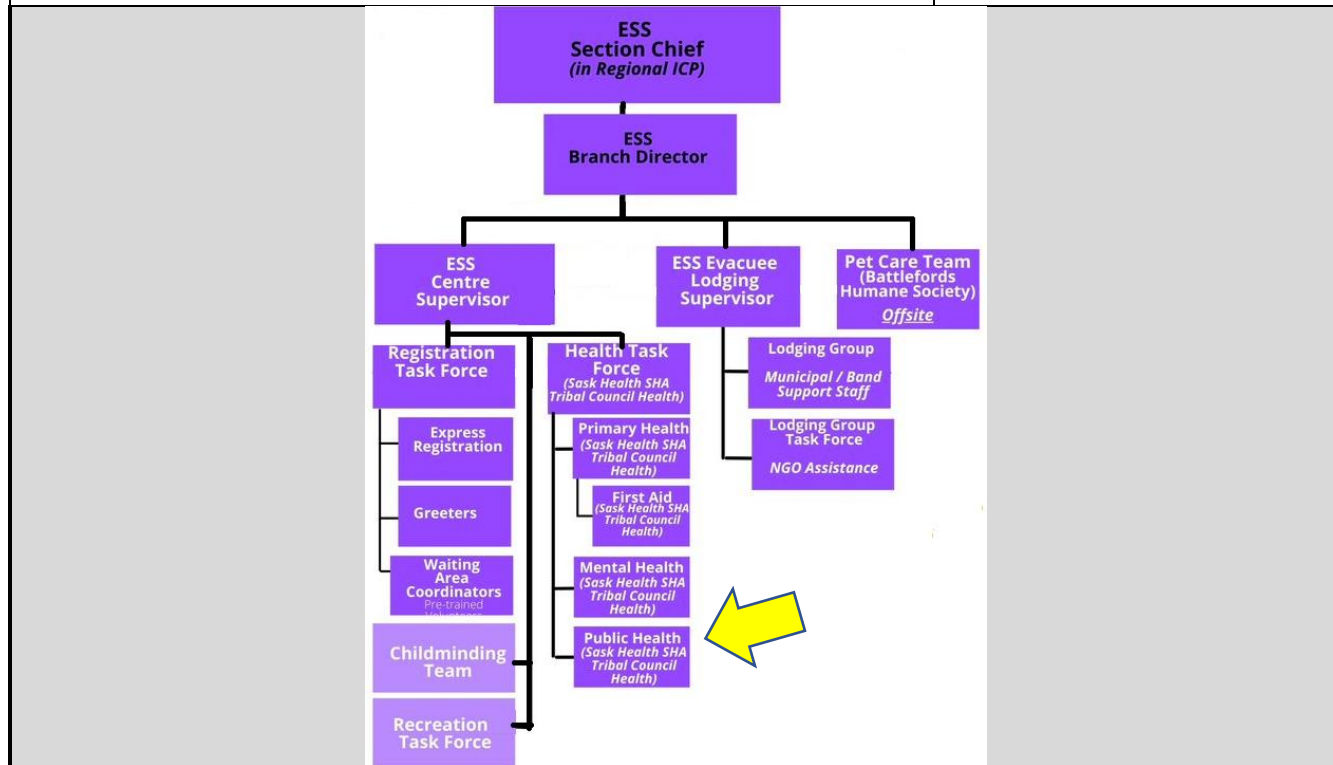 ESS
Section Chief
(in Regional ICP)
ESS
Branch Director
ESS
Centre
Supervisor
ESS Evacuee
Lodging
Supervisor
Pet Care Team
(Battlefords
Humane Society)
Offsite
Registration
Task Force
Express
Registration
Greeters
Waiting
Area
Coordinators
Pre-trained
Volunteers
Childminding
Team
Recreation
Task Force
Health Task
Force
(Sask Health SHA
Tribal Council Health)
Primary Health
(Sask Health SHA
Tribal Council
Health)
First Aid
(Sask Health SHA
Tribal Council
Health)
Mental Health
(Sask Health SHA
Tribal Council
Health)
Public Health
(Sask Health SHA
Tribal Council
Health)
Lodging Group
Municipal / Band
Support Staff
Lodging Group
Task Force
NGO Assistance